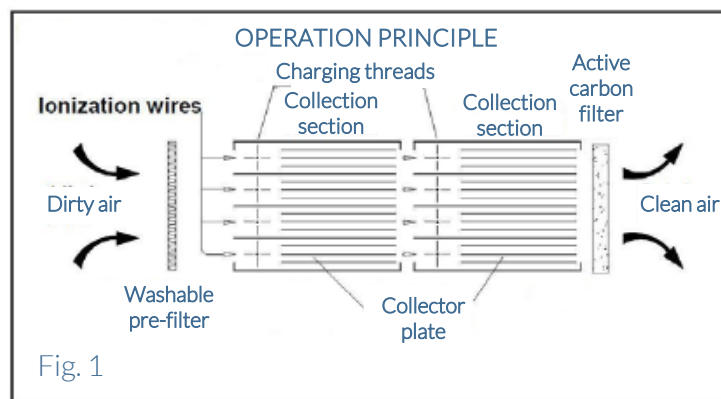 OPERATION PRINCIPLE
Charging threads
Active
carbon
filter
Ionization wires
Collection
section
Collection
section
Dirty air
Clean air
Washable
pre-filter
Collector
plate
Fig. 1